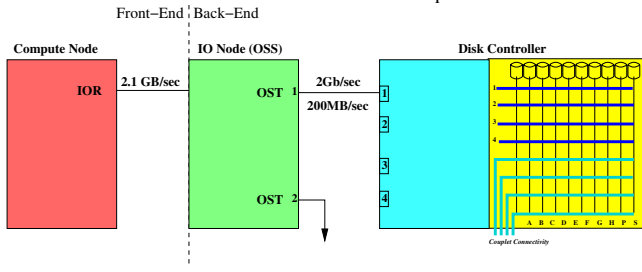 Front-End Back-End
Compute Node
IO Node (OSS)
Disk Controller
IOR
2.1 GB/sec
OST 1
2Gb/sec
200MB/sec
OST 2
1
2
3
4
1
2
3
4
A B C D E F G H P S
Couplet Connectivity